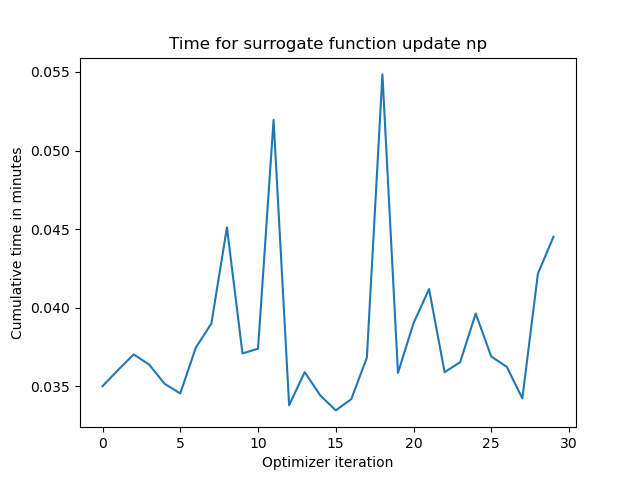 Time for surrogate function update np
Cumulative time in minutes
0.055
0.050
0.045
0.040
0.035
0 5 10 15 20 25 30
Optimizer iteration